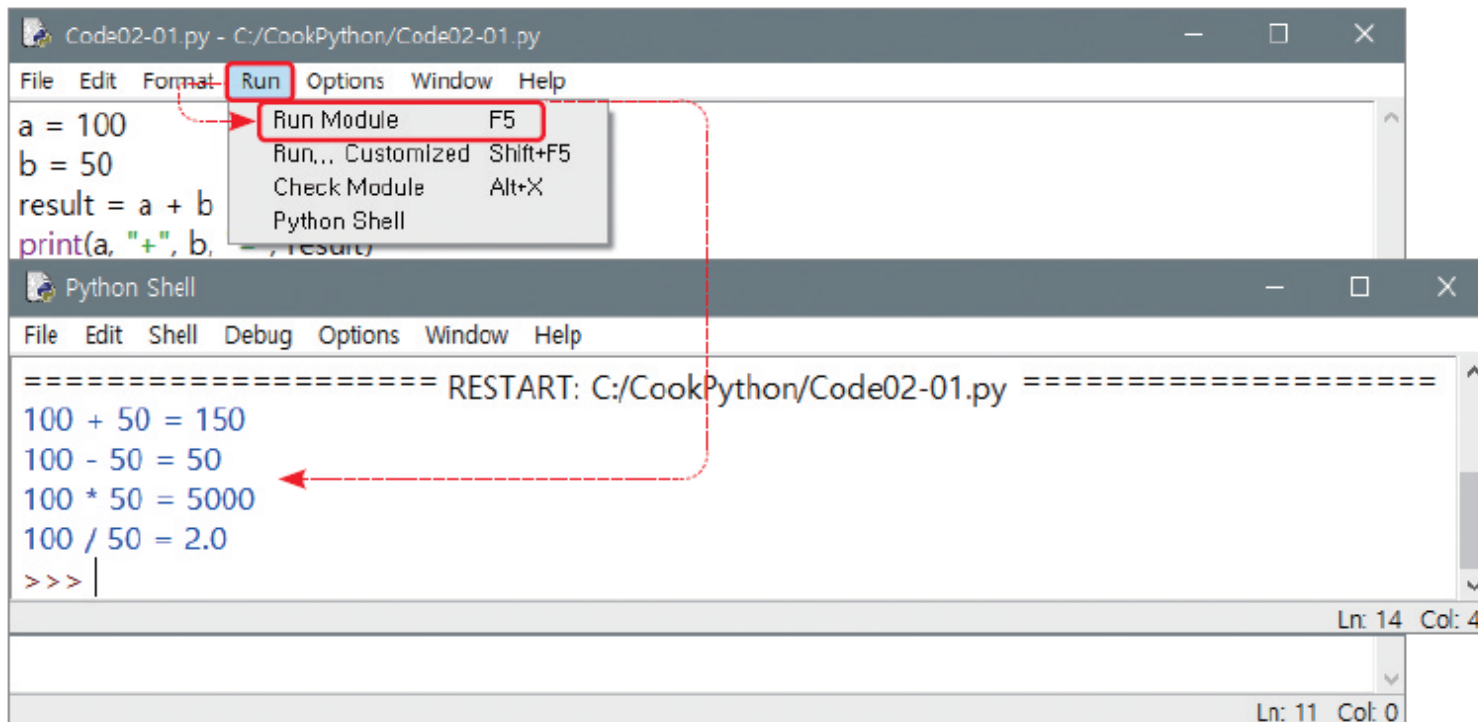 Code02-01.py - C:/CookPython/Code02-01.py
File Edit Format Run Options Window Help
a = 100
b = 50
result = a + b
print(a, "+", b, "=", result)
Run Module F5
Run... Customized Shift+F5
Check Module Alt+X
Python Shell
Python Shell
File Edit Shell Debug Options Window Help
==================== RESTART: C:/CookPython/Code02-01.py ====================
100 + 50 = 150
100 - 50 = 50
100 * 50 = 5000
100 / 50 = 2.0
>>>
Ln: 14 Col: 4
Ln: 11 Col: 0